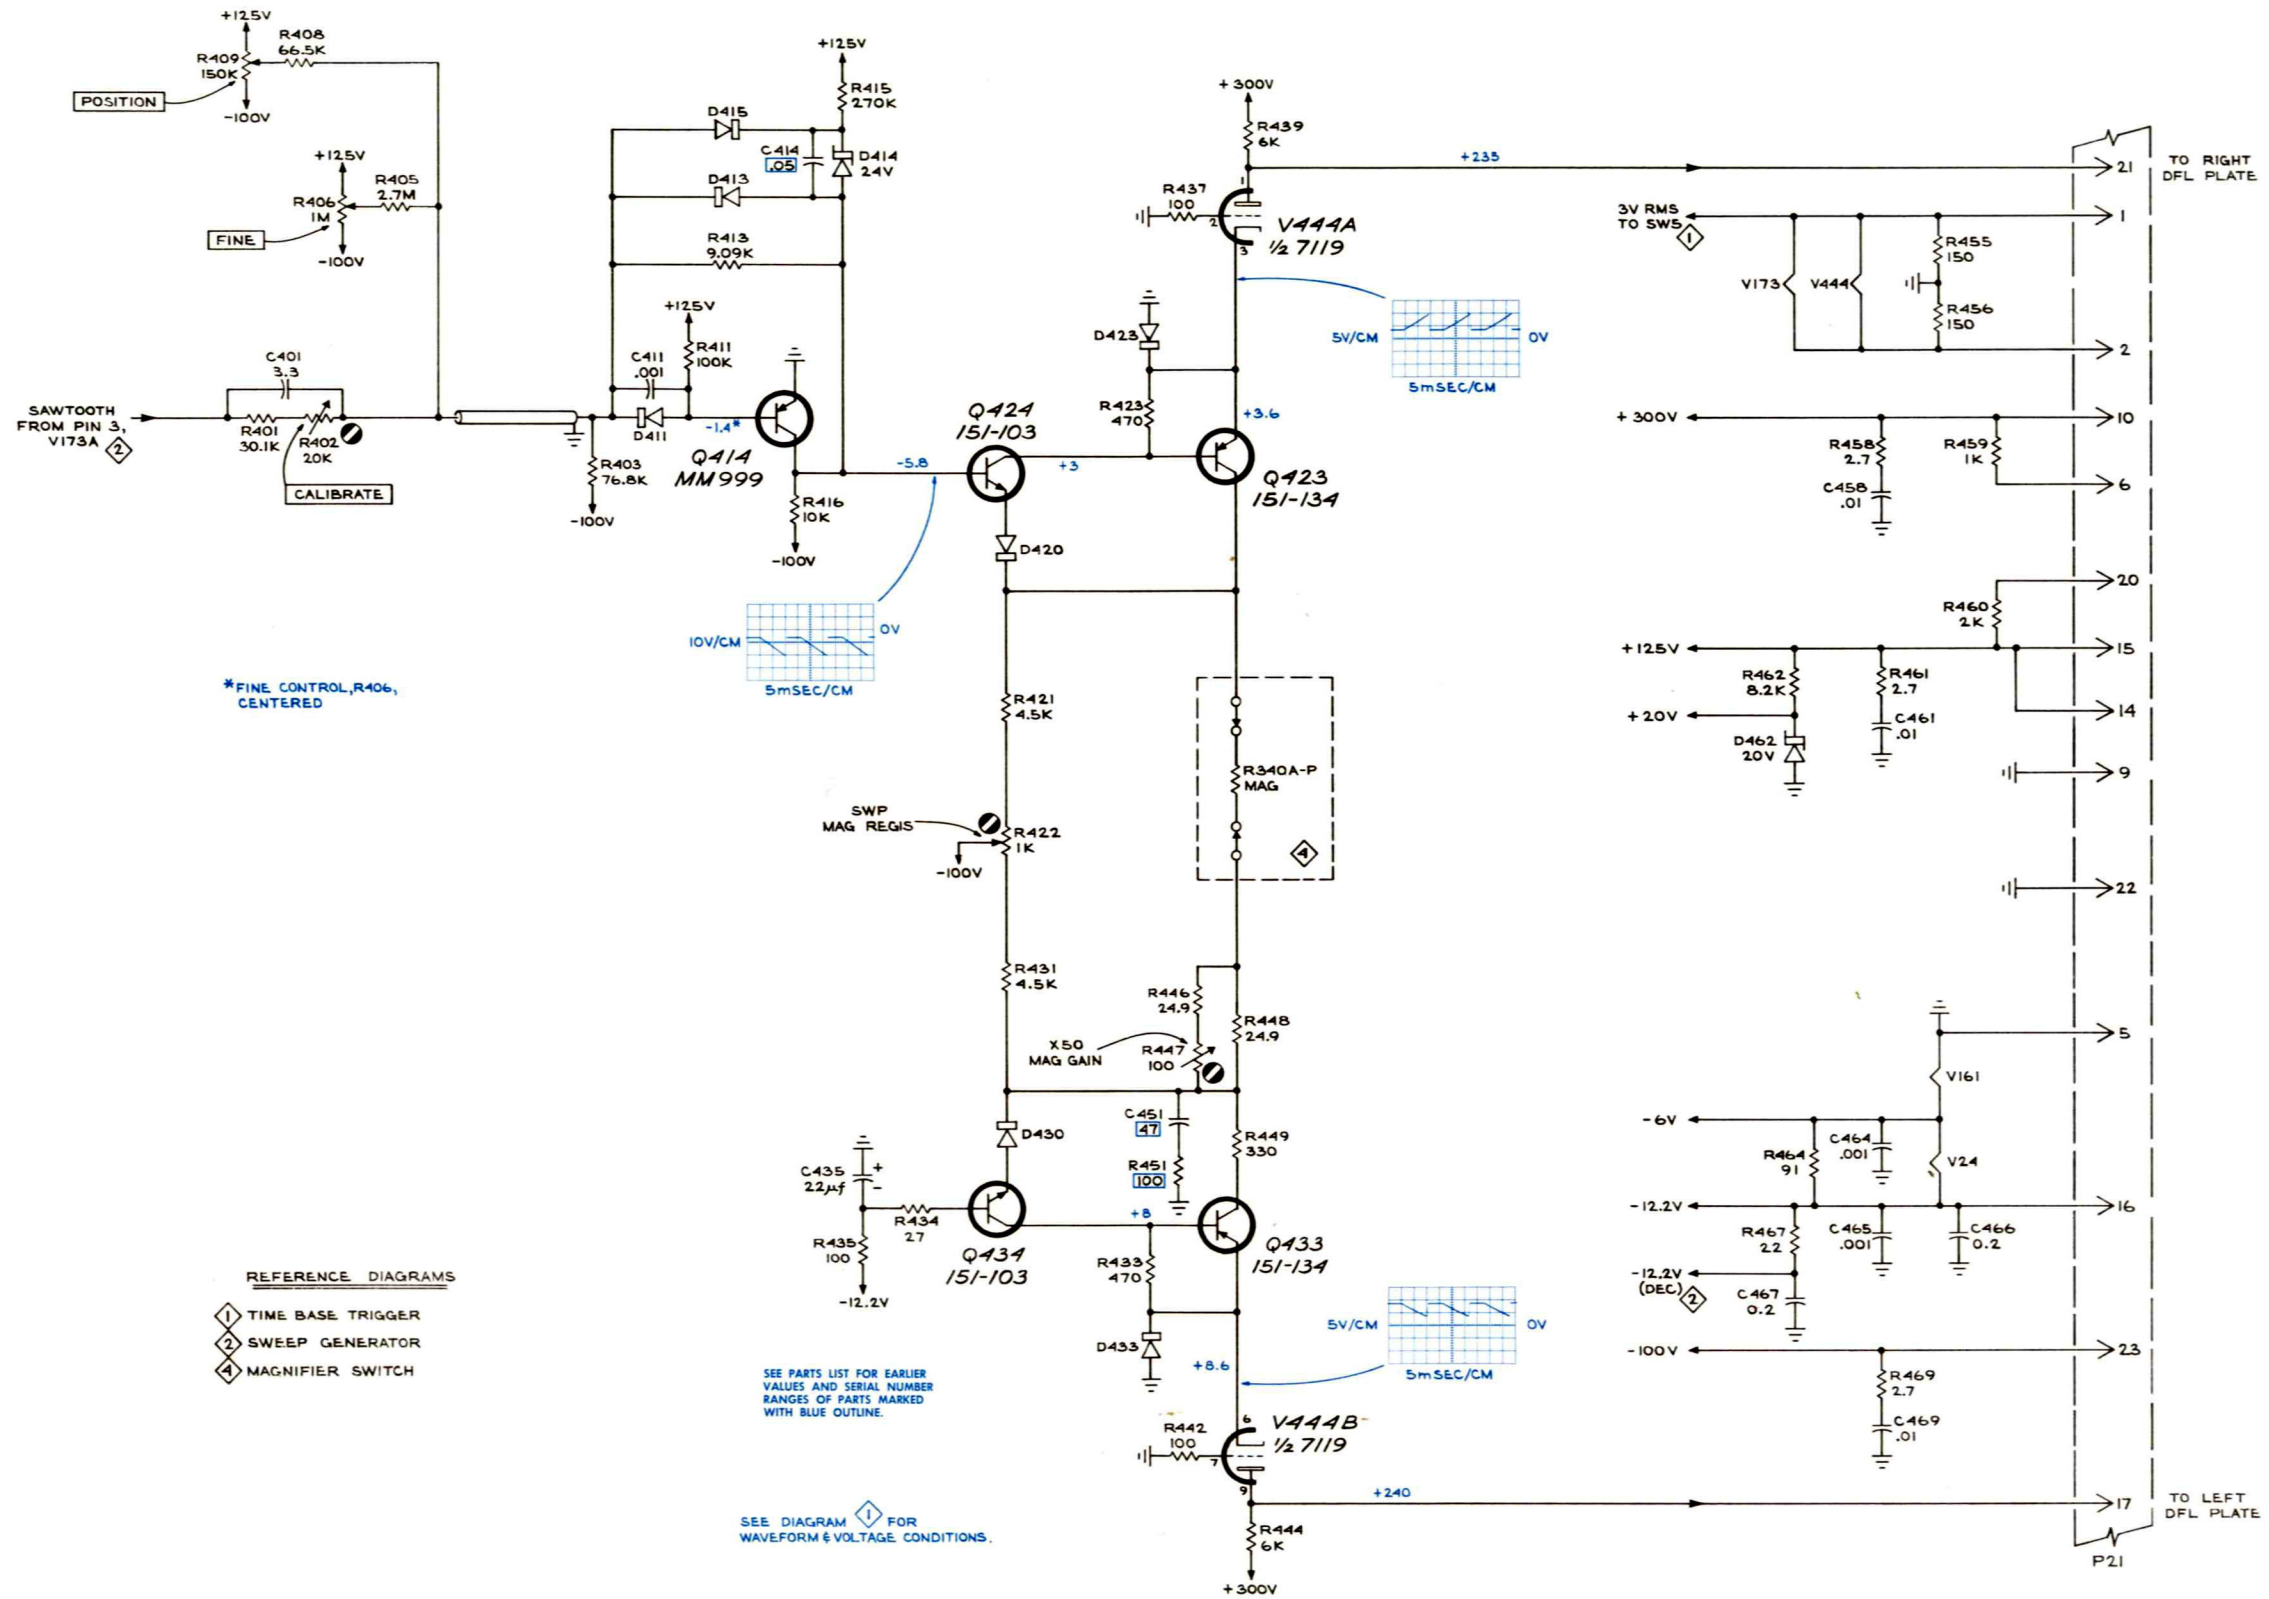 +125V
R408
66.5K
R409
150K
POSITION
-100V
+125V
R405
2.7M
R406
1M
FINE
-100V
C401
3.3
SAWTOOTH
FROM PIN 3,
V173A 2
R401
30.1K
R402
20K
CALIBRATE
R403
76.8K
-100V
+125V
R415
270K
D415
C414
.05
D414
24V
D413
R413
9.09K
+125V
C411
.001
R411
100K
D411
-1.4*
Q414
MM999
R416
10K
-100V
-5.8
Q424
151-103
+3
D420
10V/CM
0V
5mSEC/CM
*FINE CONTROL,R406,
CENTERED
+300V
R439
6K
+235
R437
100
1
2
3
V444A
1/2 7119
D423
R423
470
+3.6
Q423
151-134
5V/CM
0V
5mSEC/CM
R421
4.5K
SWP
MAG REGIS
R422
1K
-100V
R340A-P
MAG
4
R431
4.5K
R446
24.9
R448
24.9
X50
MAG GAIN
R447
100
D430
C451
47
R451
100
R449
330
C435
22μf
+
-
R434
27
R435
100
-12.2V
Q434
151-103
+8
R433
470
Q433
151-134
D433
+8.6
5V/CM
0V
5mSEC/CM
R442
100
6
7
9
V444B
1/2 7119
+240
R444
6K
+300V
21
TO RIGHT
DFL PLATE
3V RMS
TO SW5
1
1
V173
V444
R455
150
R456
150
2
+300V
10
R458
2.7
R459
1K
C458
.01
6
20
R460
2K
+125V
15
R462
8.2K
R461
2.7
+20V
14
C461
.01
D462
20V
9
22
5
V161
-6V
C464
.001
R464
91
V24
-12.2V
16
R467
22
C465
.001
C466
0.2
-12.2V
(DEC) 2
C467
0.2
-100V
23
R469
2.7
C469
.01
17
TO LEFT
DFL PLATE
P21
REFERENCE DIAGRAMS
1 TIME BASE TRIGGER
2 SWEEP GENERATOR
4 MAGNIFIER SWITCH
SEE PARTS LIST FOR EARLIER
VALUES AND SERIAL NUMBER
RANGES OF PARTS MARKED
WITH BLUE OUTLINE.
SEE DIAGRAM 1 FOR
WAVEFORM & VOLTAGE CONDITIONS.